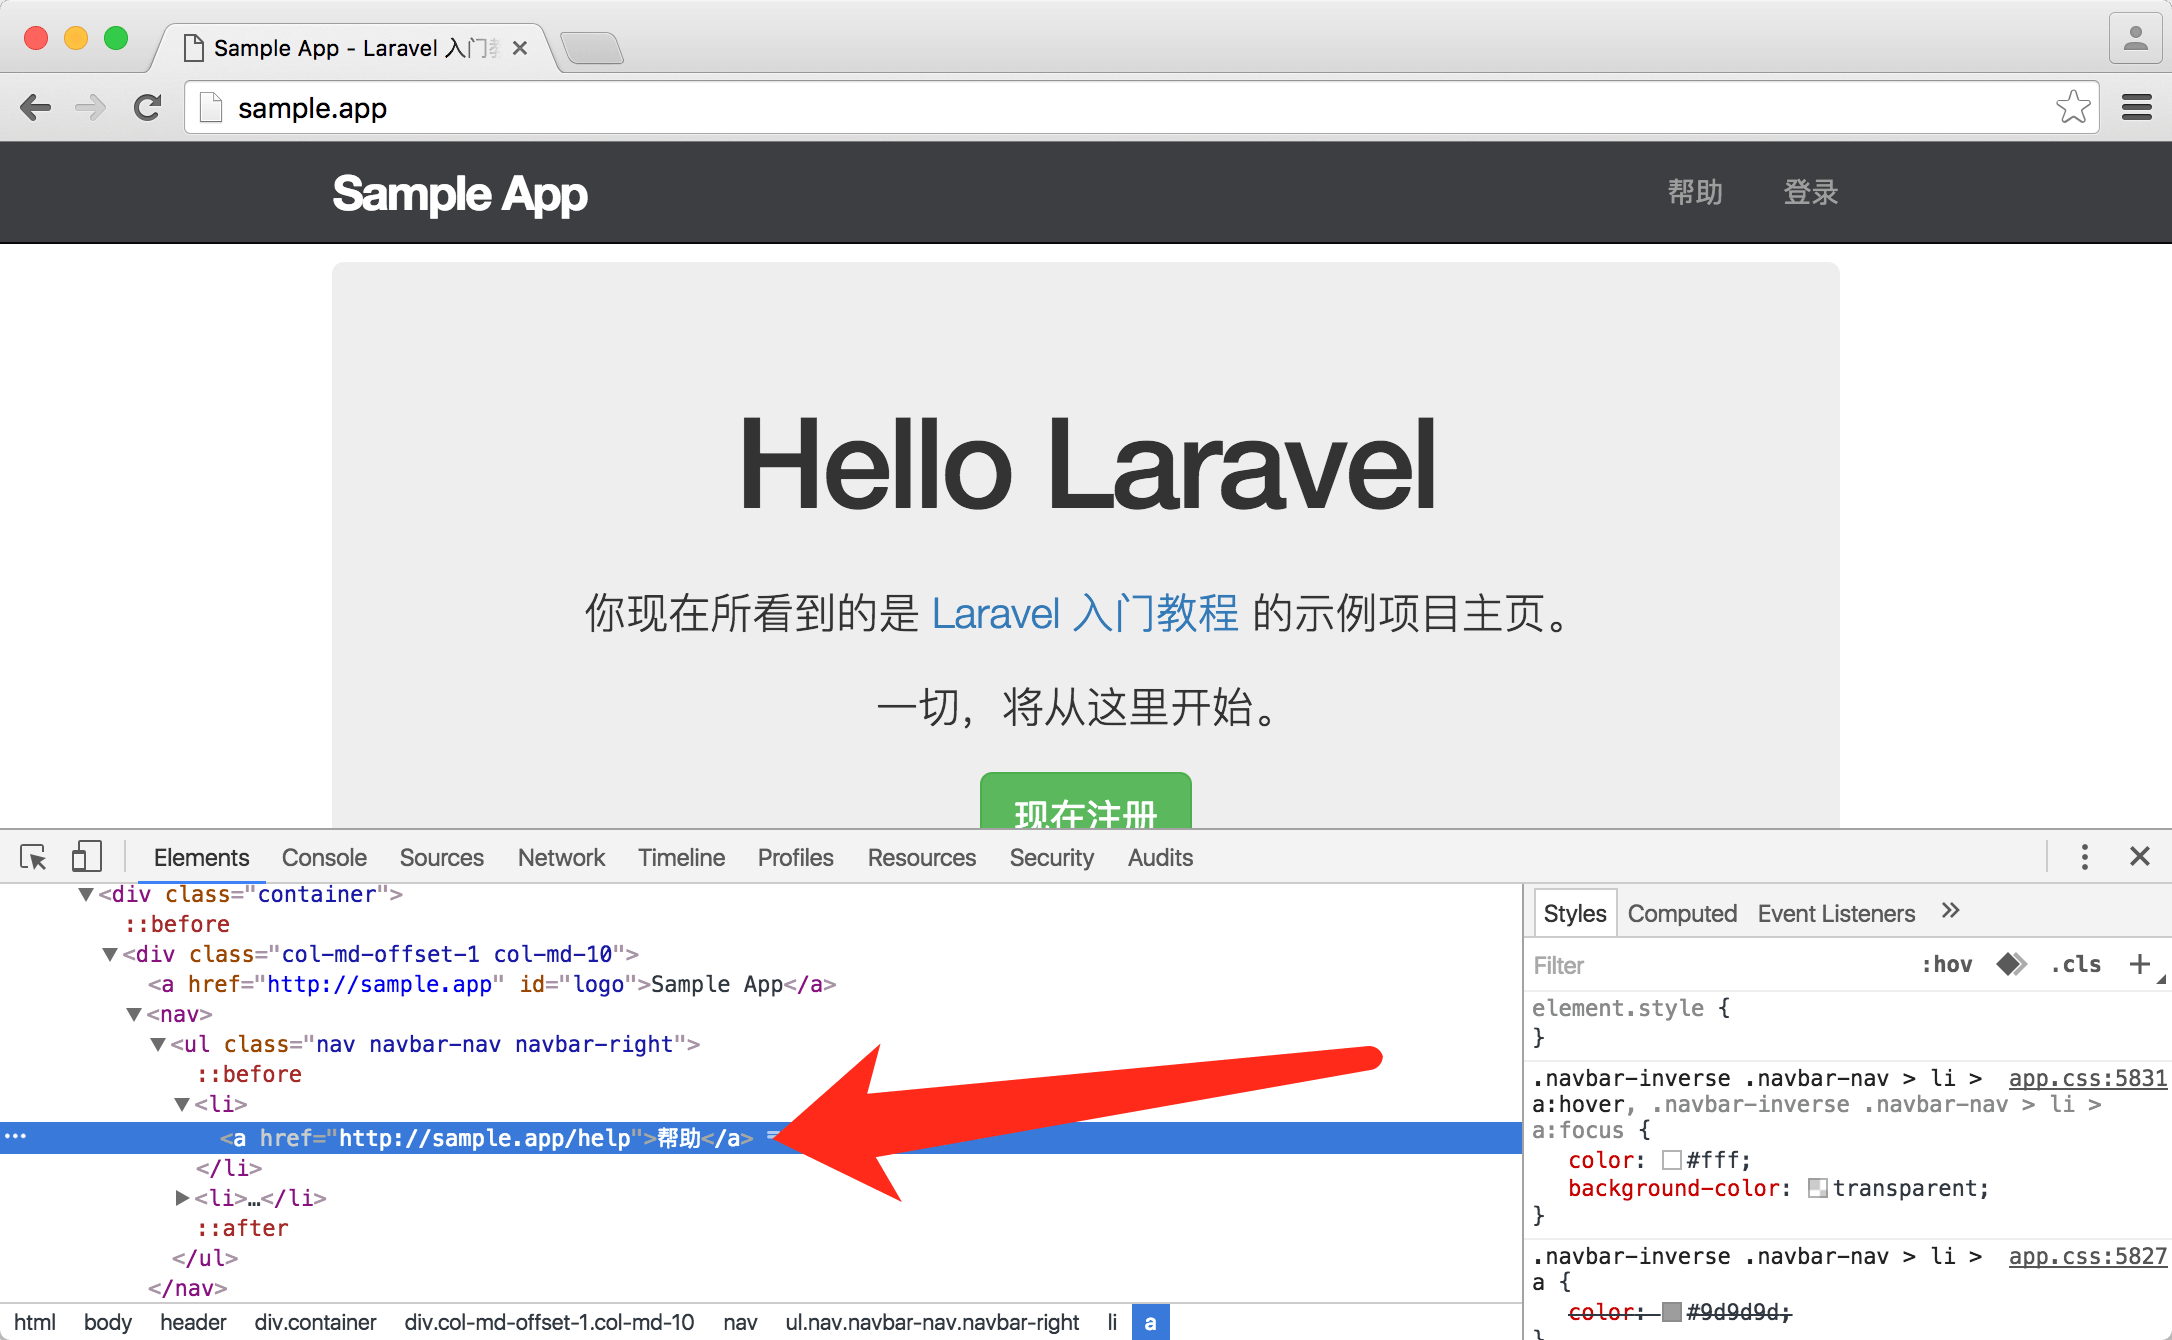 Sample App - Laravel 入门教
sample.app
Sample App 帮助 登录
Hello Laravel
你现在所看到的是 Laravel 入门教程 的示例项目主页。
一切，将从这里开始。
现在注册
Elements Console Sources Network Timeline Profiles Resources Security Audits
<div class="container">
::before
<div class="col-md-offset-1 col-md-10">
<a href="http://sample.app" id="logo">Sample App</a>
<nav>
<ul class="nav navbar-nav navbar-right">
::before
<li>
<a href="http://sample.app/help">帮助</a>
</li>
<li>…</li>
::after
</ul>
</nav>
html body header div.container div.col-md-offset-1.col-md-10 nav ul.nav.navbar-nav.navbar-right li a
Styles Computed Event Listeners
Filter :hov .cls +
element.style {
}
.navbar-inverse .navbar-nav > li > app.css:5831
a:hover, .navbar-inverse .navbar-nav > li >
a:focus {
color: #fff;
background-color: transparent;
}
.navbar-inverse .navbar-nav > li > app.css:5827
a {
color: #9d9d9d;
}